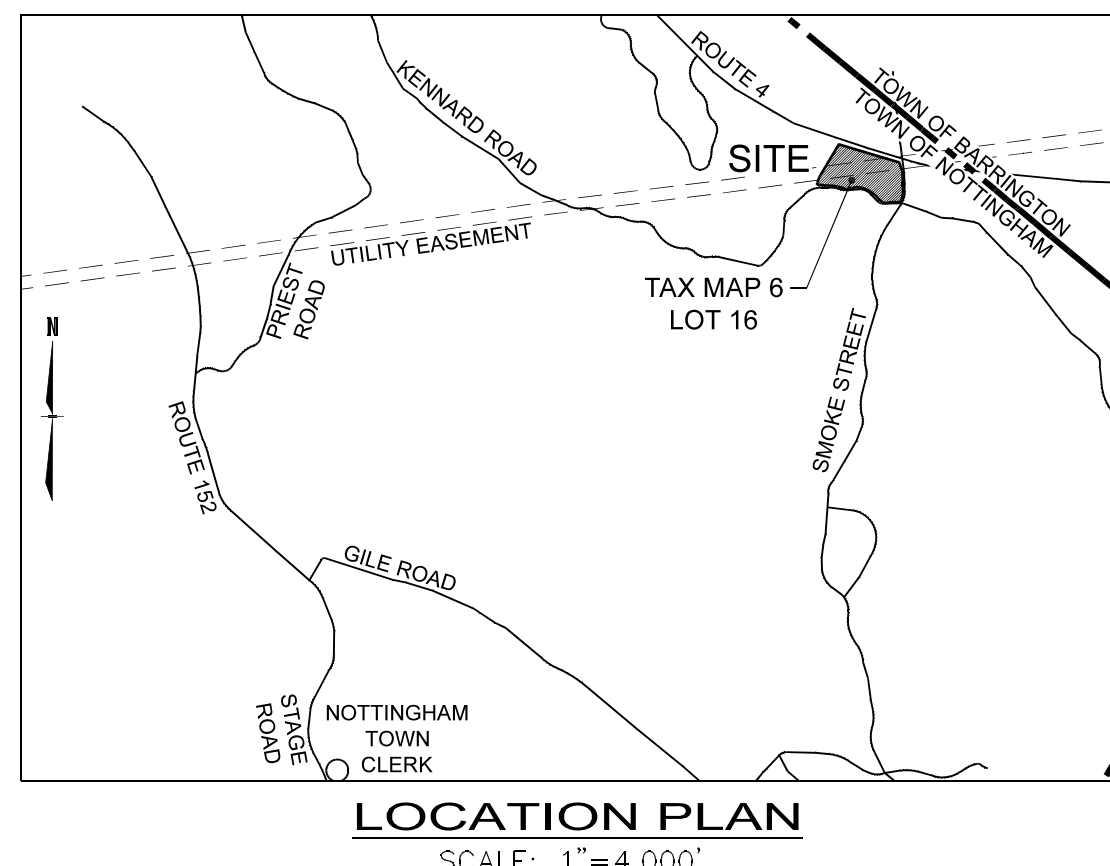 ROUTE 4
KENNARD ROAD
TOWN OF BARRINGTON
TOWN OF NOTTINGHAM
SITE
UTILITY EASEMENT
PRIEST
ROAD
TAX MAP 6
LOT 16
N
SMOKE STREET
ROUTE 152
GILE ROAD
STAGE
ROAD
NOTTINGHAM
TOWN
CLERK
LOCATION PLAN
SCALE: 1"=4,000'